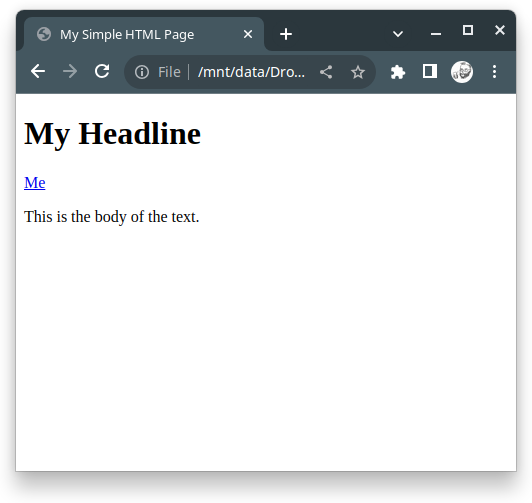 My Simple HTML Page
File | /mnt/data/Dro...
My Headline
Me
This is the body of the text.